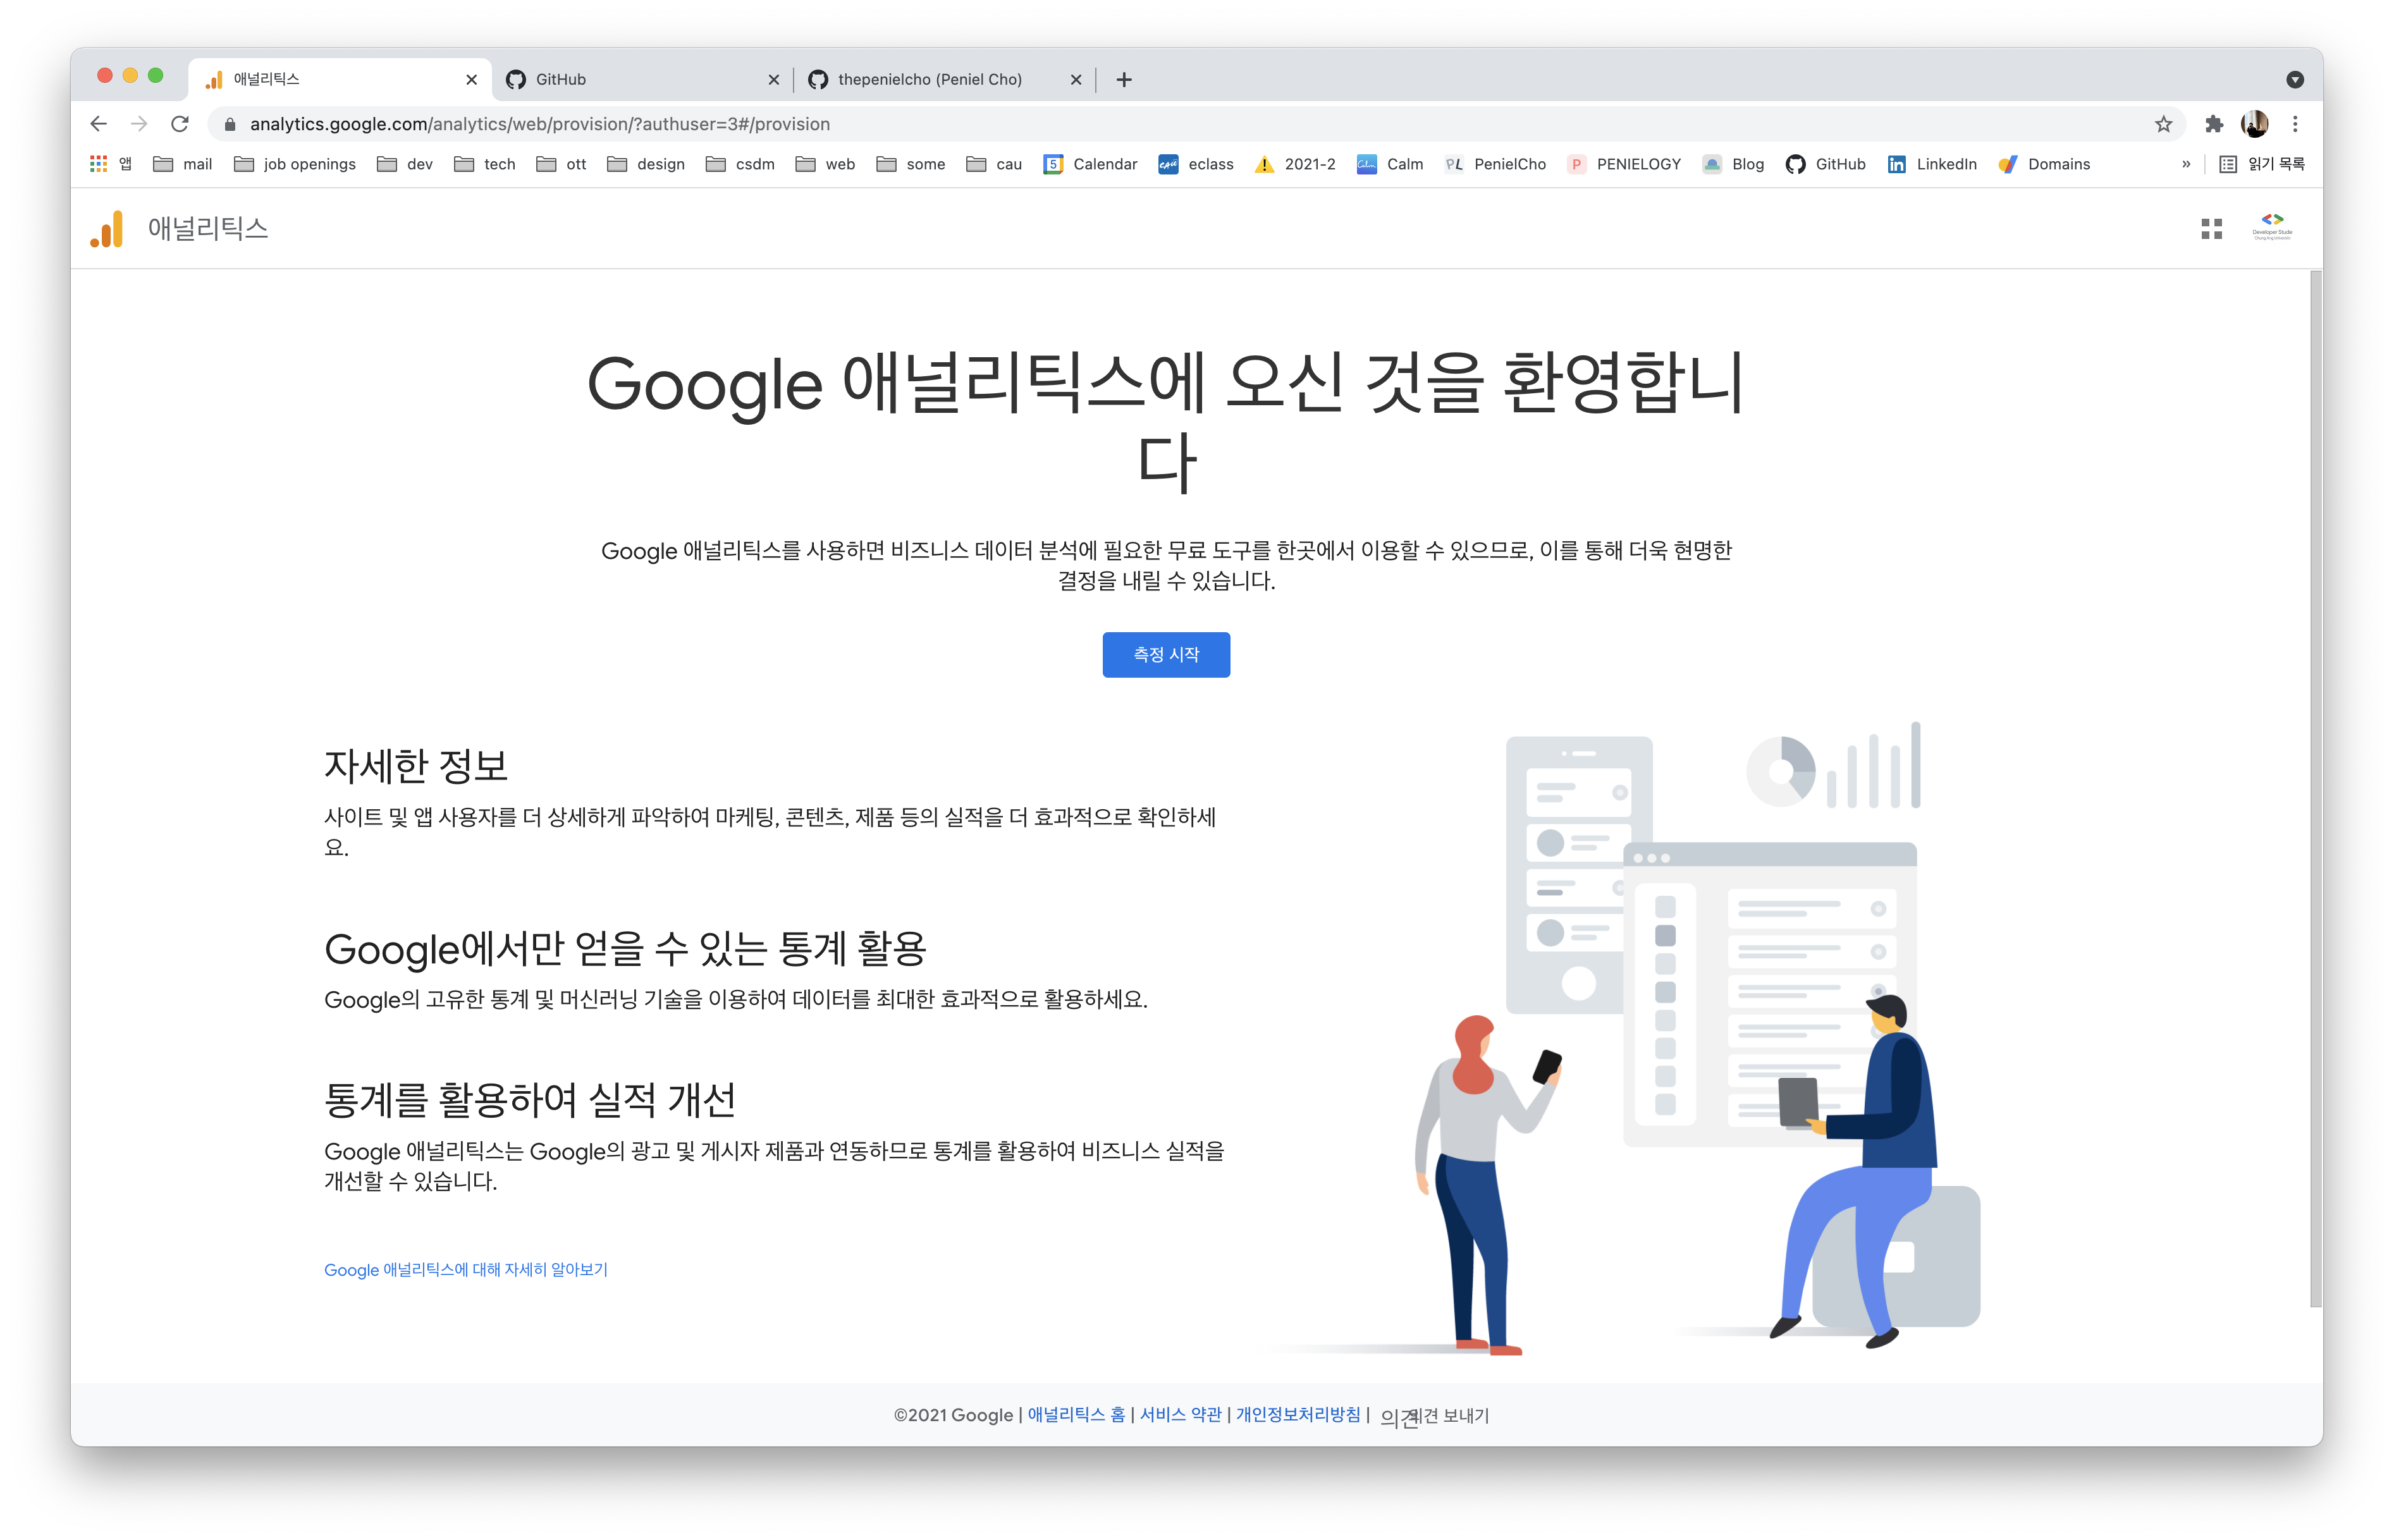 애널리틱스
GitHub
thepenielcho (Peniel Cho)
analytics.google.com/analytics/web/provision/?authuser=3#/provision
앱 mail job openings dev tech ott design csdm web some cau 5 Calendar CAU eclass 2021-2 Calm Calm PL PenielCho P PENIELOGY Blog GitHub in LinkedIn Domains » 읽기 목록
애널리틱스
Developer Stude
Chung Ang Universit
Google 애널리틱스에 오신 것을 환영합니
다
Google 애널리틱스를 사용하면 비즈니스 데이터 분석에 필요한 무료 도구를 한곳에서 이용할 수 있으므로, 이를 통해 더욱 현명한
결정을 내릴 수 있습니다.
측정 시작
자세한 정보
사이트 및 앱 사용자를 더 상세하게 파악하여 마케팅, 콘텐츠, 제품 등의 실적을 더 효과적으로 확인하세
요.
Google에서만 얻을 수 있는 통계 활용
Google의 고유한 통계 및 머신러닝 기술을 이용하여 데이터를 최대한 효과적으로 활용하세요.
통계를 활용하여 실적 개선
Google 애널리틱스는 Google의 광고 및 게시자 제품과 연동하므로 통계를 활용하여 비즈니스 실적을
개선할 수 있습니다.
Google 애널리틱스에 대해 자세히 알아보기
©2021 Google | 애널리틱스 홈 | 서비스 약관 | 개인정보처리방침 | 의견 의견 보내기